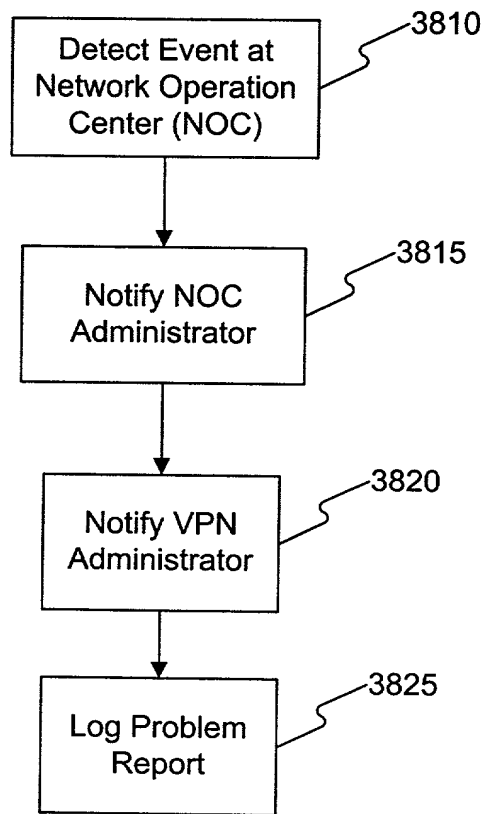 3810
Detect Event at
Network Operation
Center (NOC)
3815
Notify NOC
Administrator
3820
Notify VPN
Administrator
3825
Log Problem
Report